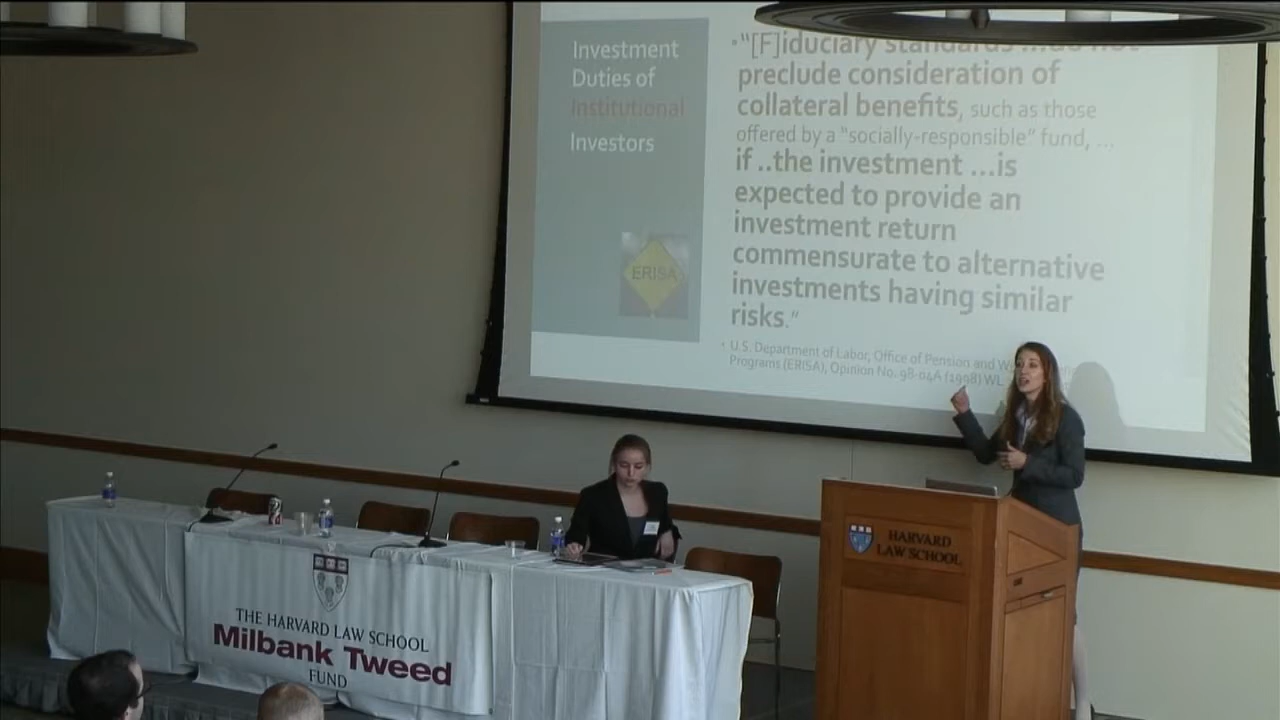 Investment
Duties of
Institutional
Investors
ERISA
"[F]iduciary standards
preclude consideration of
collateral benefits, such as those
offered by a "socially-responsible" fund, ...
if ..the investment ...is
expected to provide an
investment return
commensurate to alternative
investments having similar
risks."
U.S. Department of Labor, Office of Pension and
Programs (ERISA), Opinion No. 98-04A (1998) WL
HARVARD
LAW SCHOOL
THE HARVARD LAW SCHOOL
Milbank Tweed
FUND